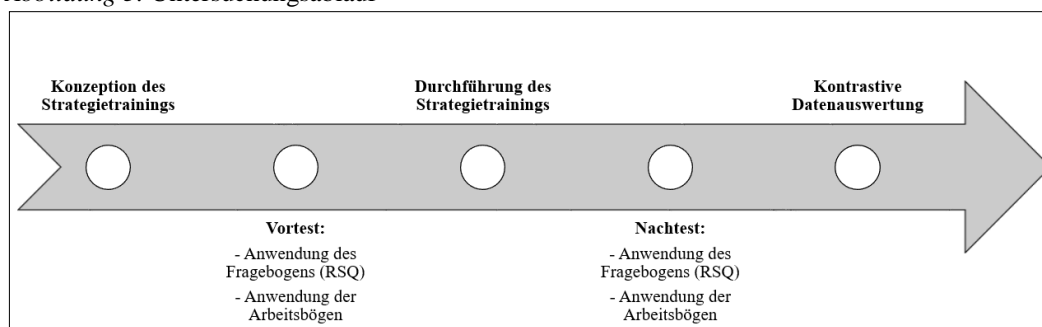 Abbildung 3: Untersuchungsablauf
Konzeption des
Strategietrainings
Durchführung des
Strategietrainings
Kontrastive
Datenauswertung
Vortest:
- Anwendung des
Fragebogens (RSQ)
- Anwendung der
Arbeitsbögen
Nachtest:
- Anwendung des
Fragebogens (RSQ)
- Anwendung der
Arbeitsbögen